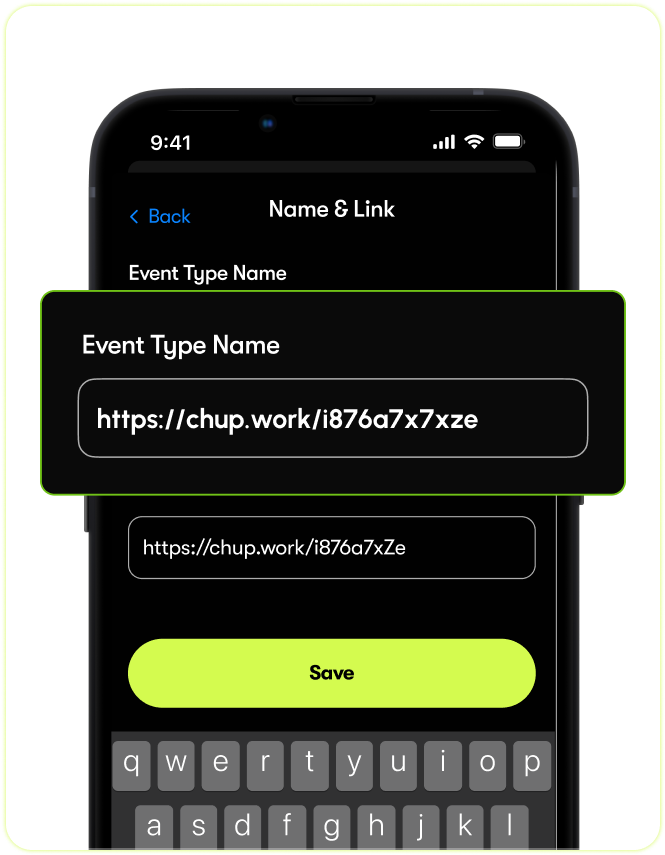 9:41
Back
Name & Link
Event Type Name
Event Type Name
https://chup.work/i876a7x7xze
https://chup.work/i876a7xZe
Save
q w e r t y u i o p
a s d f g h j k l